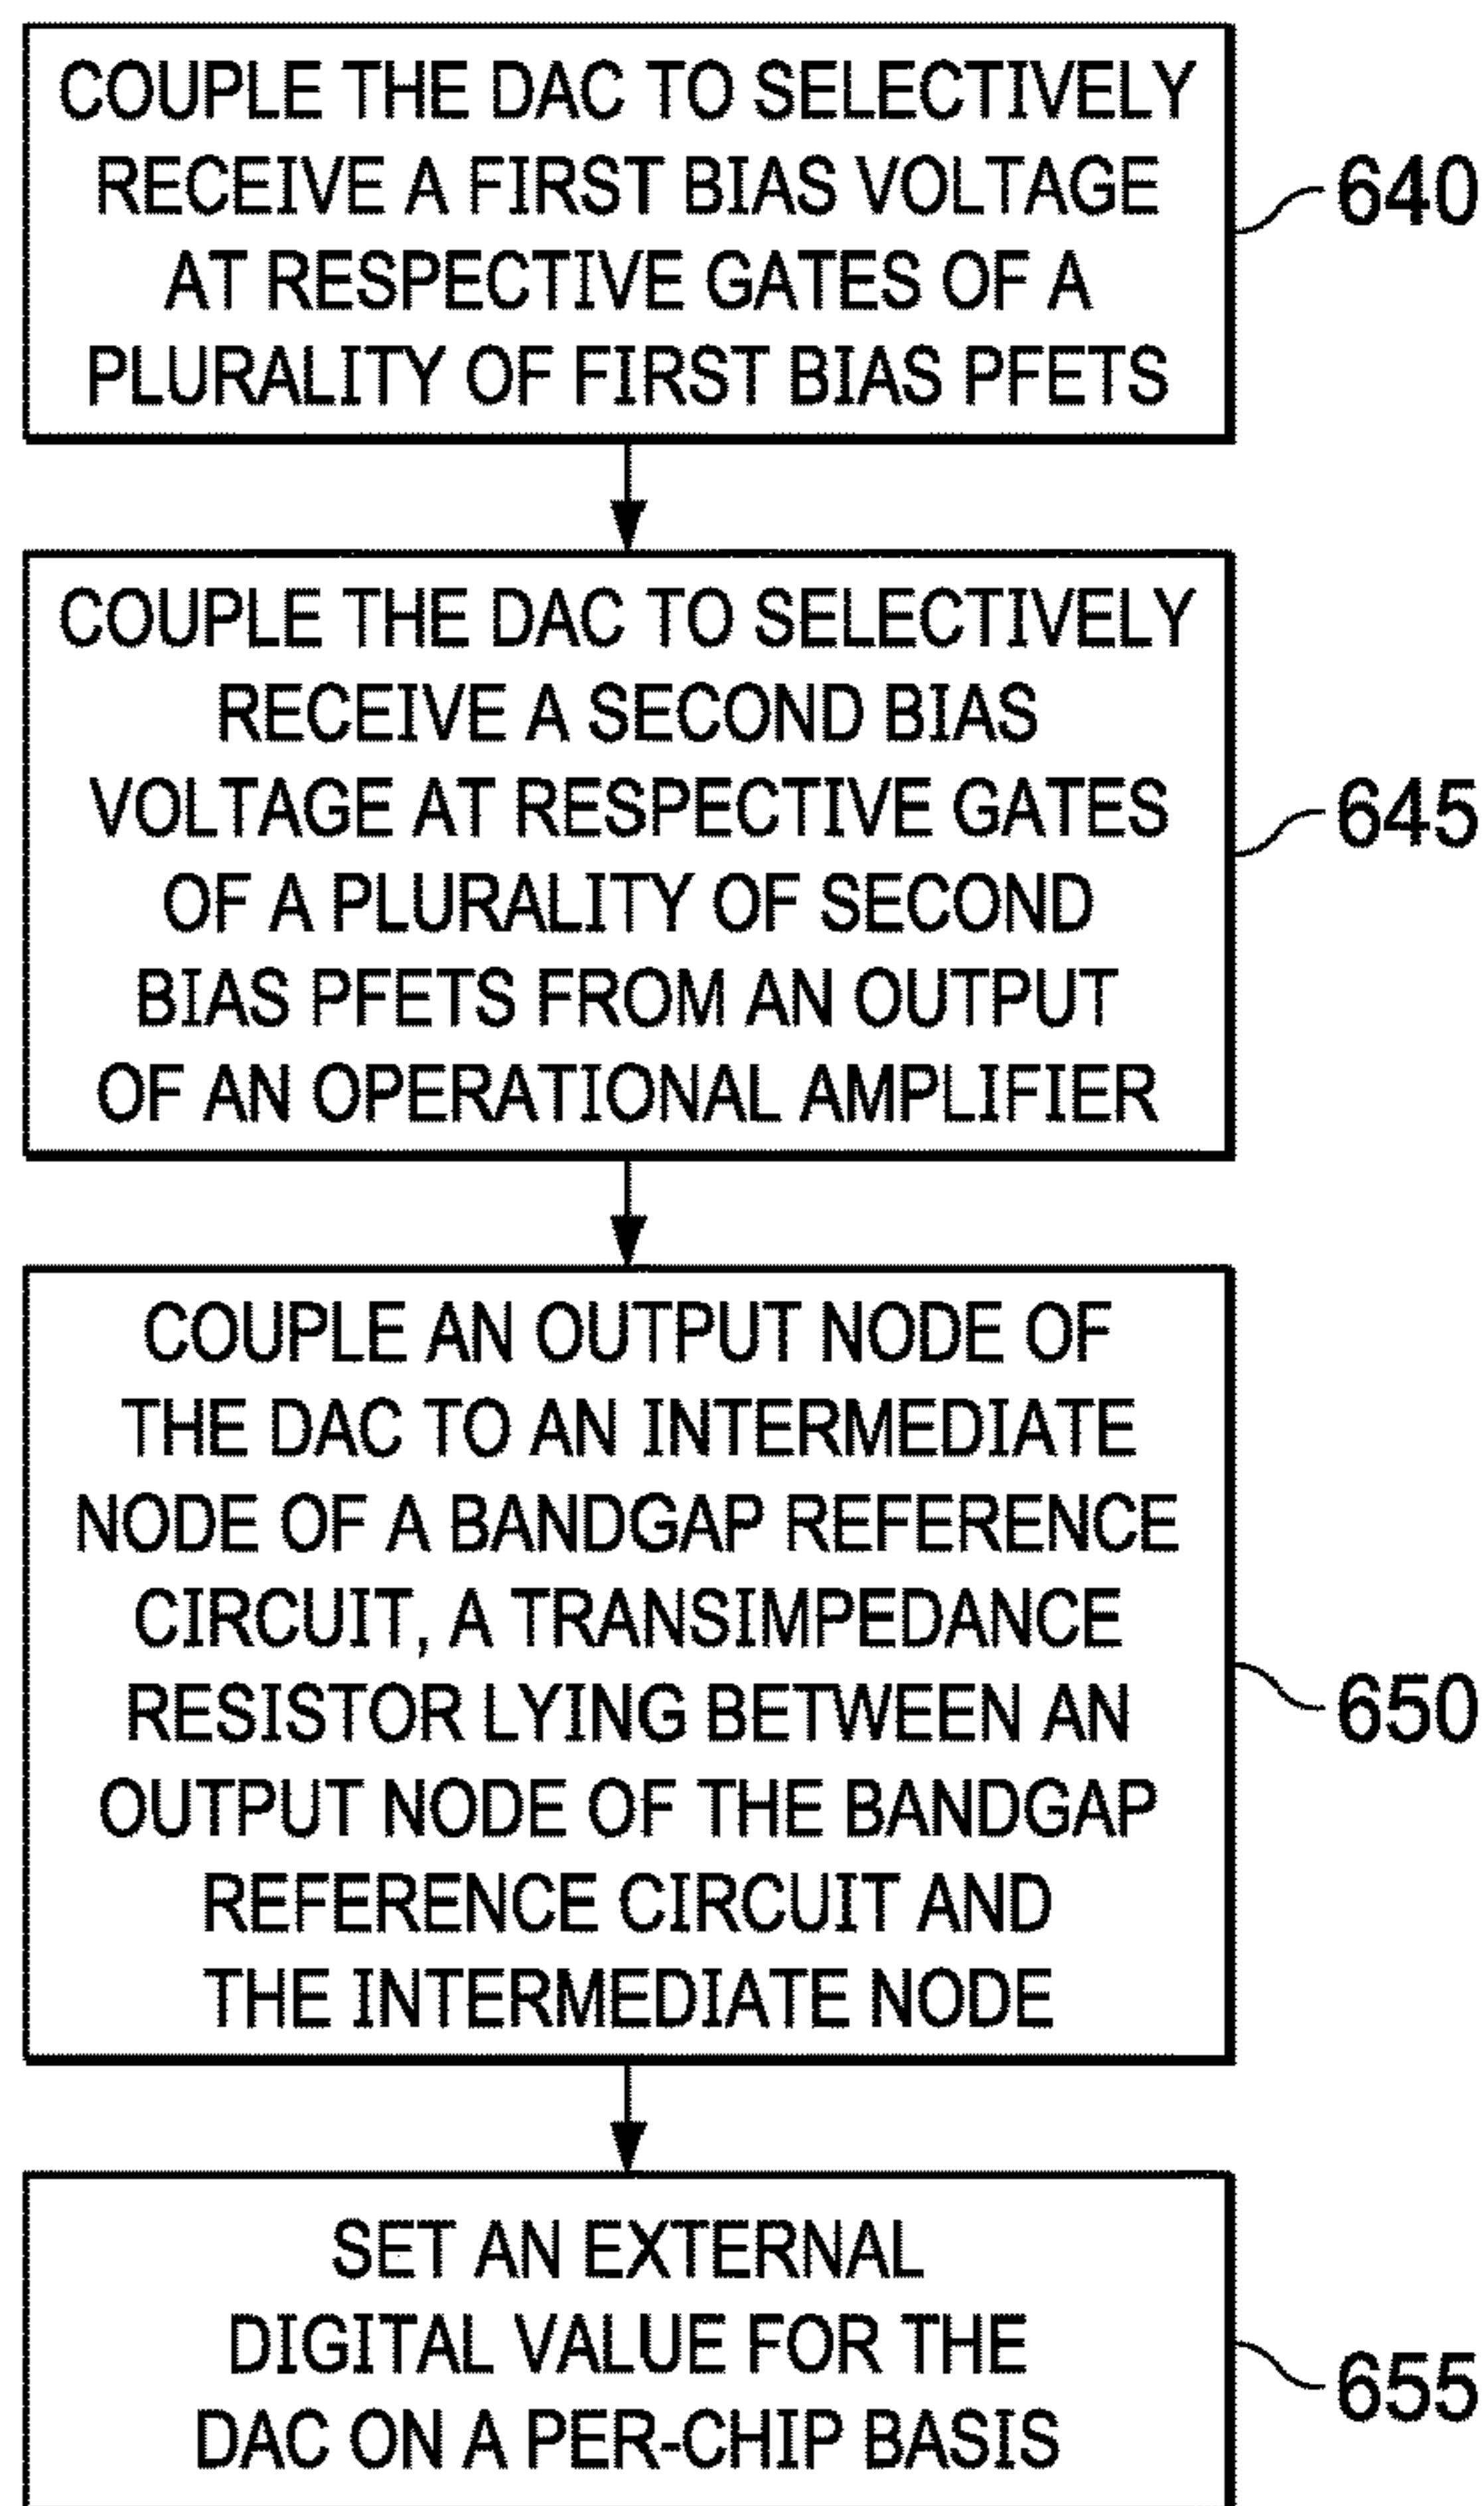 COUPLE THE DAC TO SELECTIVELY
RECEIVE A FIRST BIAS VOLTAGE
AT RESPECTIVE GATES OF A
PLURALITY OF FIRST BIAS PFETS
640
COUPLE THE DAC TO SELECTIVELY
RECEIVE A SECOND BIAS
VOLTAGE AT RESPECTIVE GATES
OF A PLURALITY OF SECOND
BIAS PFETS FROM AN OUTPUT
OF AN OPERATIONAL AMPLIFIER
645
COUPLE AN OUTPUT NODE OF
THE DAC TO AN INTERMEDIATE
NODE OF A BANDGAP REFERENCE
CIRCUIT, A TRANSIMPEDANCE
RESISTOR LYING BETWEEN AN
OUTPUT NODE OF THE BANDGAP
REFERENCE CIRCUIT AND
THE INTERMEDIATE NODE
650
SET AN EXTERNAL
DIGITAL VALUE FOR THE
DAC ON A PER-CHIP BASIS
655